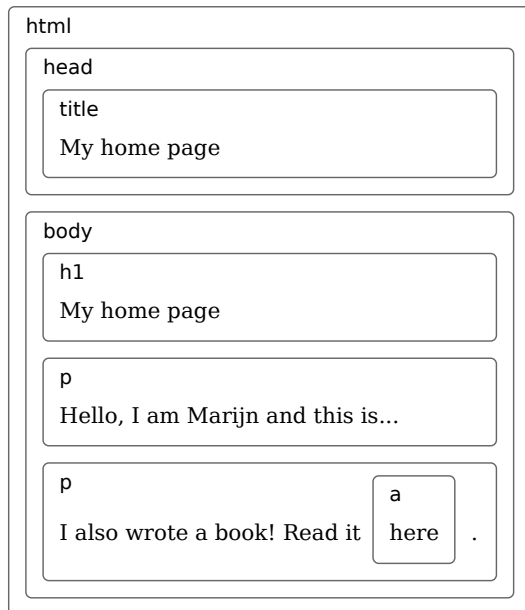 html
head
title
My home page
body
h1
My home page
p
Hello, I am Marijn and this is...
p
a
I also wrote a book! Read it here .